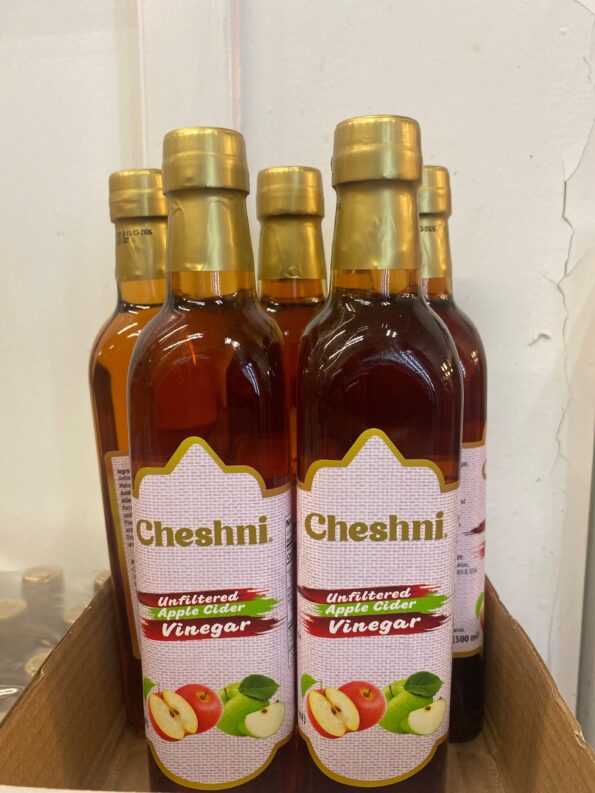 Cheshni
Unfiltered
Apple Cider
Vinegar
Cheshni
Unfiltered
Apple Cider
Vinegar
(500 ml)